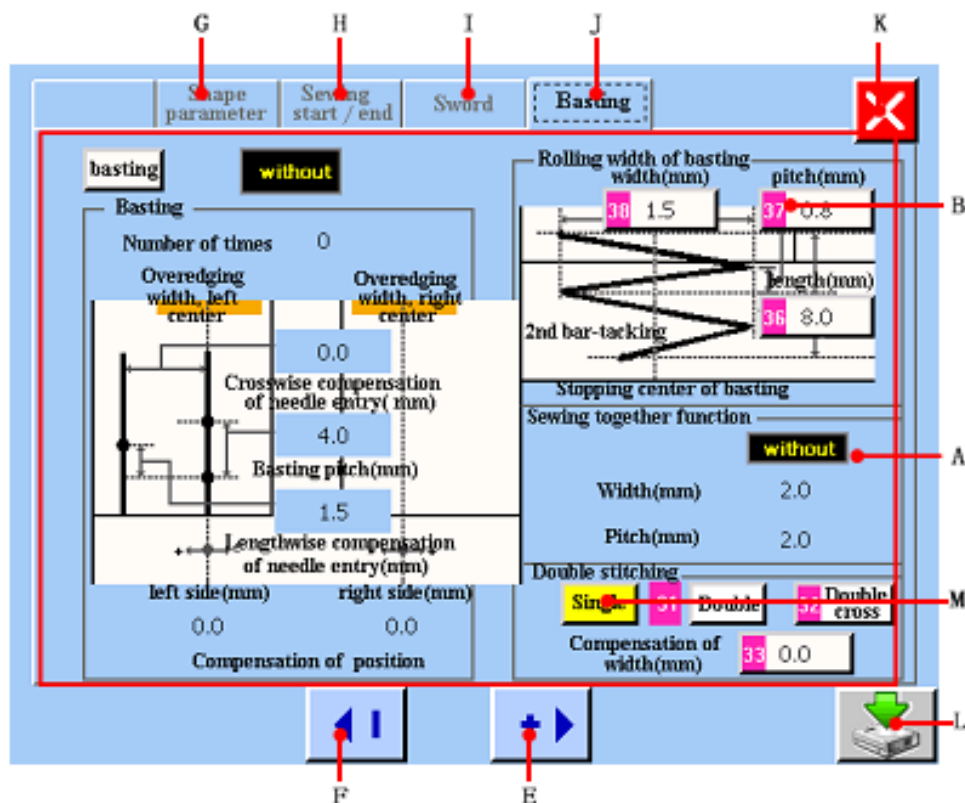 G H I J K
Shape
parameter
Sewing
start / end
Sword
Basting
basting
without
Basting
Number of times 0
Overedging
width, left
center
Overedging
width, right
center
0.0
Crosswise compensation
of needle entry( mm)
4.0
Basting pitch(mm)
1.5
Lengthwise compensation
of needle entry(mm)
left side(mm) right side(mm)
0.0 0.0
Compensation of position
Rolling width of basting
width(mm) pitch(mm)
38 1.5 37 0.8
B
length(mm)
36 8.0
2nd bar-tacking
Stopping center of basting
Sewing together function
without
A
Width(mm) 2.0
Pitch(mm) 2.0
Double stitching
Single 31 Double 32 Double
cross
M
Compensation of
width(mm)
33 0.0
L
F E